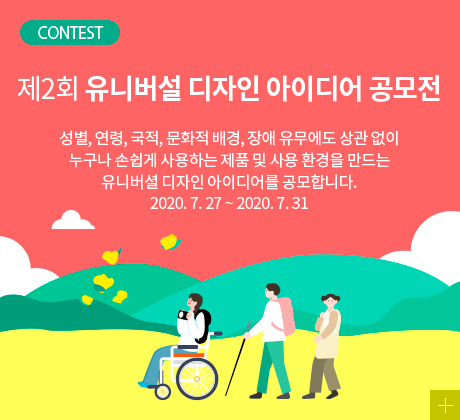 CONTEST
제2회 유니버설 디자인 아이디어 공모전
성별, 연령, 국적, 문화적 배경, 장애 유무에도 상관 없이
누구나 손쉽게 사용하는 제품 및 사용 환경을 만드는
유니버셜 디자인 아이디어를 공모합니다.
2020. 7. 27 ~ 2020. 7. 31